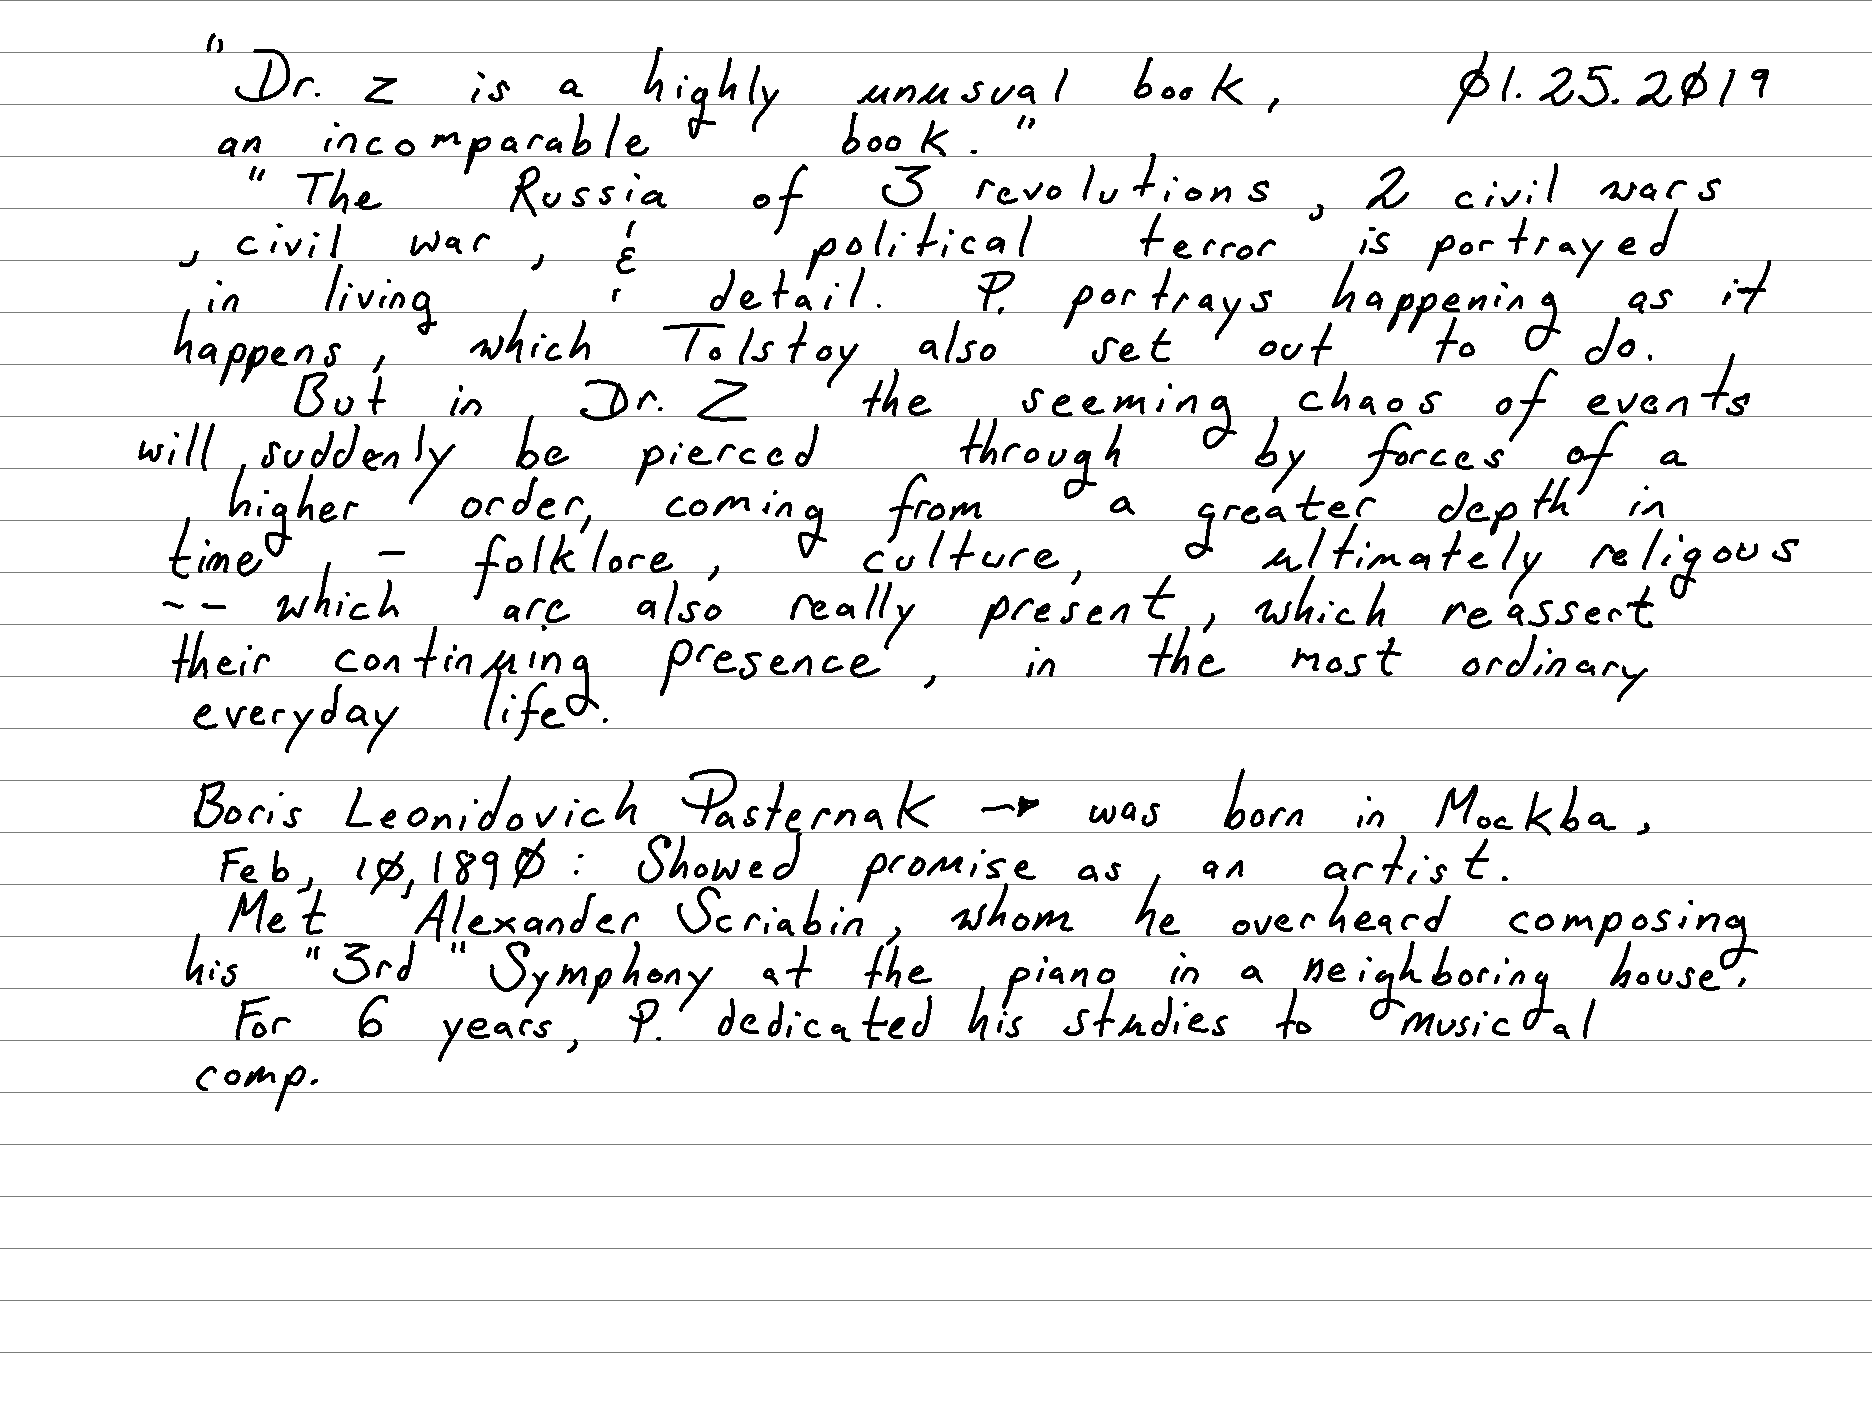 "Dr. Z is a highly unusual book, 01.25.2019
an incomparable book."
"The Russia of 3 revolutions, 2 civil wars
, civil war, & political terror is portrayed
in living detail. P. portrays happening as it
happens, which Tolstoy also set out to do.
But in Dr. Z the seeming chaos of events
will suddenly be pierced through by forces of a
higher order, coming from a greater depth in
time, - folklore, culture, ultimately religous
-- which are also really present, which reassert
their continuing presence, in the most ordinary
everyday life.
Boris Leonidovich Pasternak → was born in Mockba,
Feb, 10, 1890: Showed promise as an artist.
Met Alexander Scriabin, whom he overheard composing
his "3rd" Symphony at the piano in a neighboring house.
For 6 years, P. dedicated his studies to musical
comp.